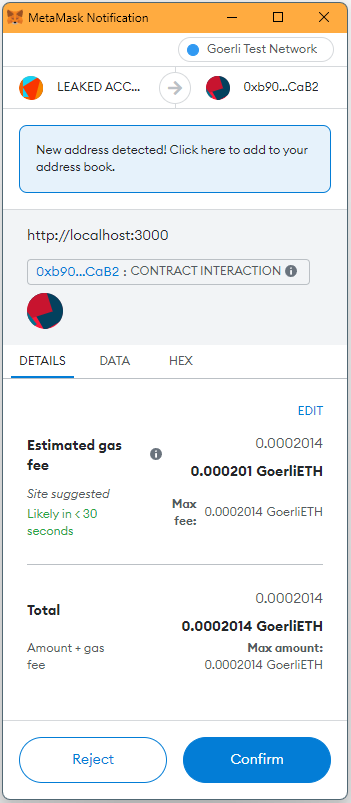 MetaMask Notification
Goerli Test Network
LEAKED ACC...
0xb90...CaB2
New address detected! Click here to add to your
address book.
http://localhost:3000
0xb90...CaB2 : CONTRACT INTERACTION
DETAILS
DATA
HEX
EDIT
Estimated gas
fee
0.0002014
0.000201 GoerliETH
Site suggested
Likely in < 30
seconds
Max
fee:
0.0002014 GoerliETH
Total
0.0002014
0.0002014 GoerliETH
Amount + gas
fee
Max amount:
0.0002014 GoerliETH
Reject
Confirm